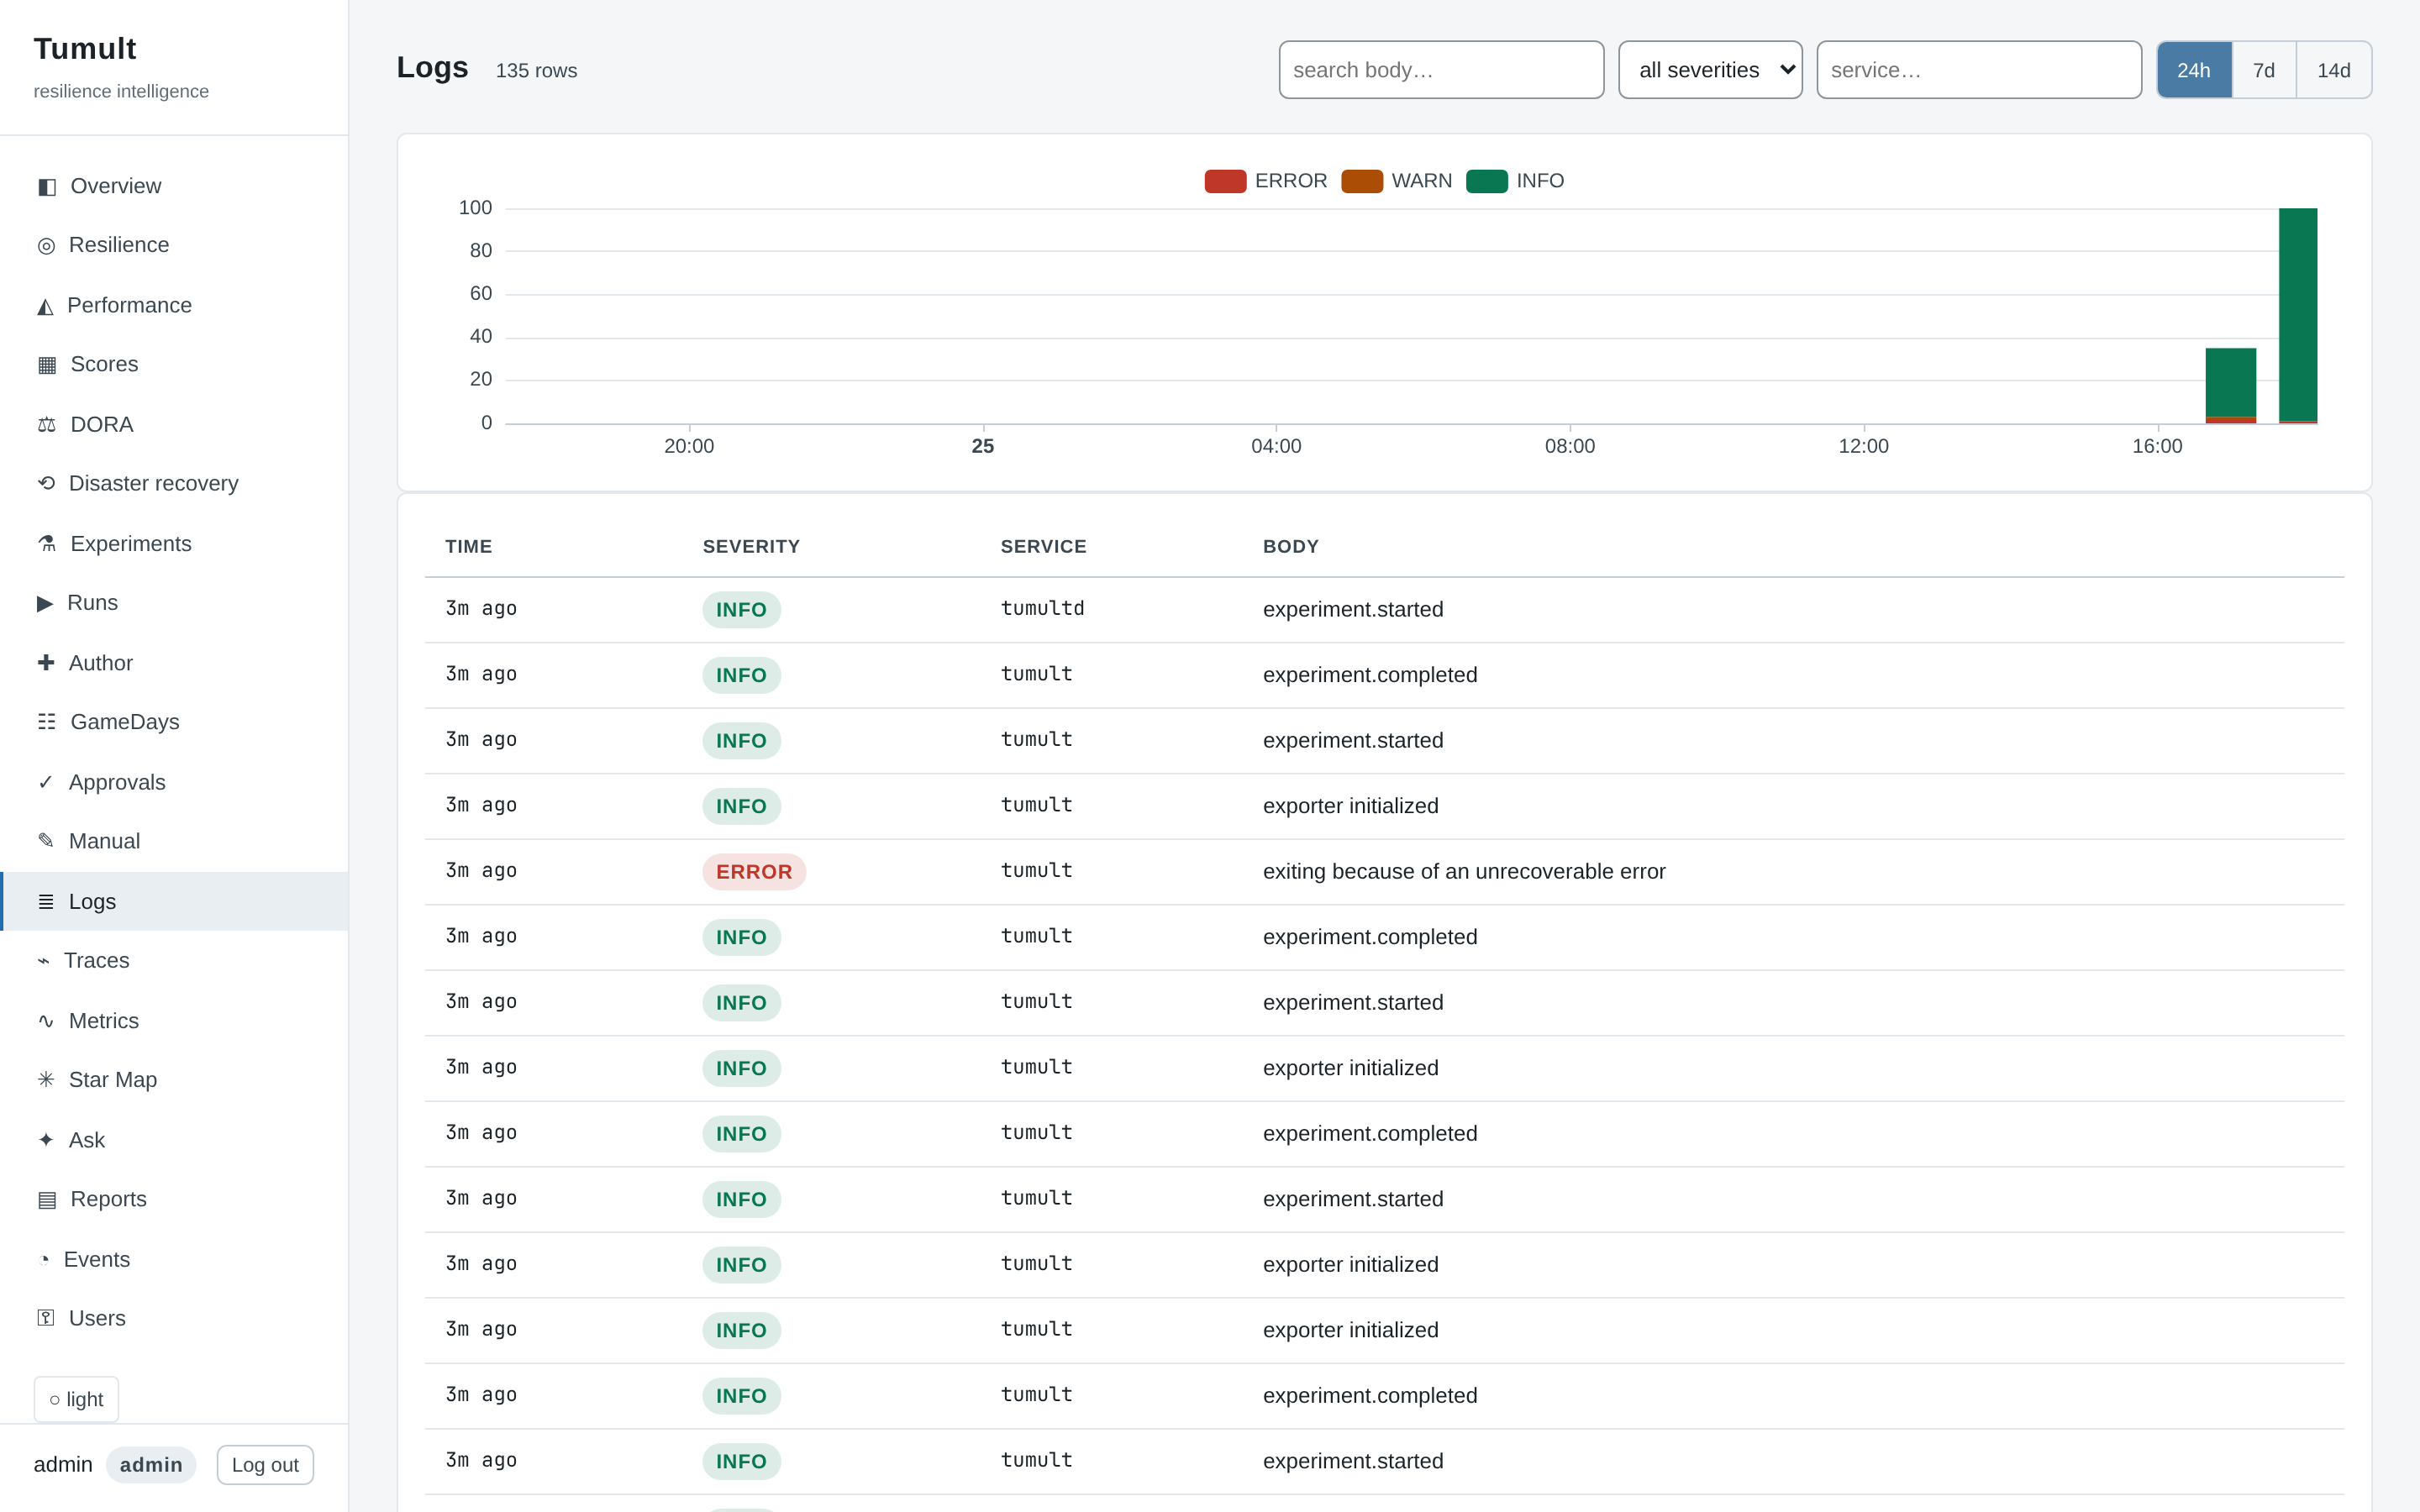 Tumult
resilience intelligence
Overview
Resilience
Performance
Scores
DORA
Disaster recovery
Experiments
Runs
Author
GameDays
Approvals
Manual
Logs
Traces
Metrics
Star Map
Ask
Reports
Events
Users
light
admin admin Log out
Logs 135 rows search body… all severities service… 24h 7d 14d
ERROR WARN INFO
100
80
60
40
20
0
20:00 25 04:00 08:00 12:00 16:00
TIME SEVERITY SERVICE BODY
3m ago INFO tumultd experiment.started
3m ago INFO tumult experiment.completed
3m ago INFO tumult experiment.started
3m ago INFO tumult exporter initialized
3m ago ERROR tumult exiting because of an unrecoverable error
3m ago INFO tumult experiment.completed
3m ago INFO tumult experiment.started
3m ago INFO tumult exporter initialized
3m ago INFO tumult experiment.completed
3m ago INFO tumult experiment.started
3m ago INFO tumult exporter initialized
3m ago INFO tumult exporter initialized
3m ago INFO tumult experiment.completed
3m ago INFO tumult experiment.started